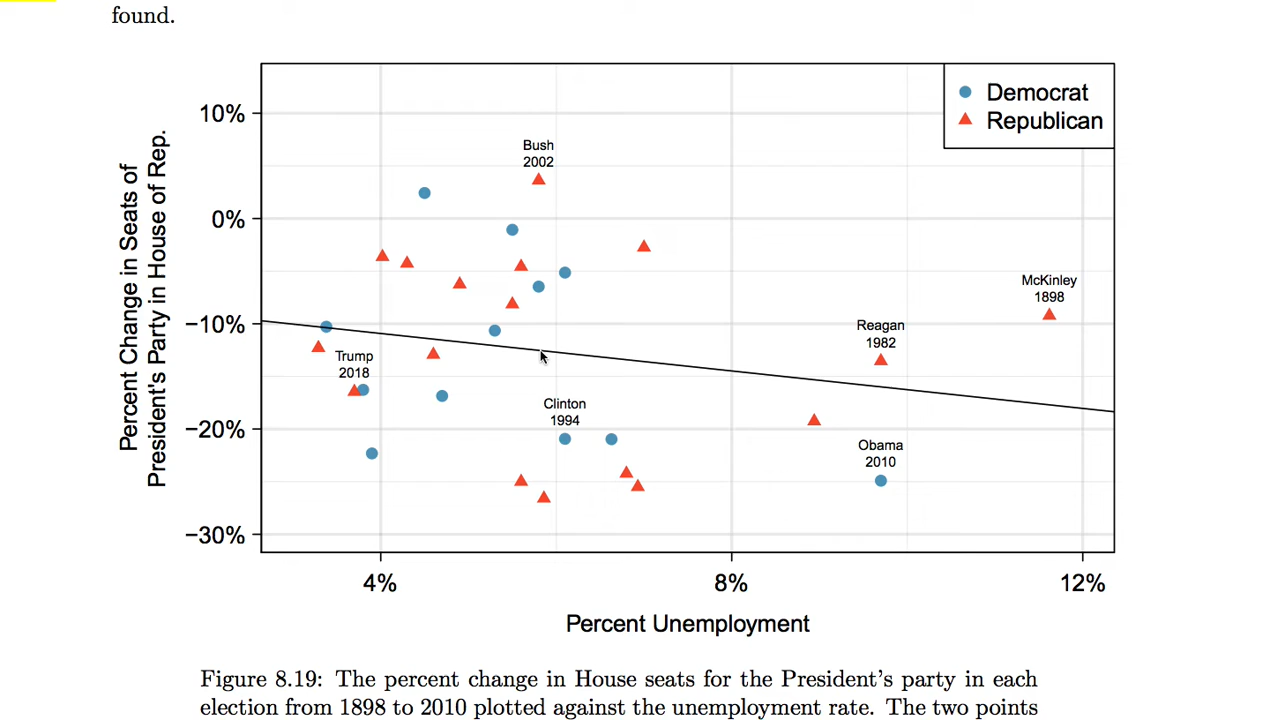 found.
Democrat
Republican
10%
0%
−10%
−20%
−30%
Percent Change in Seats of
President's Party in House of Rep.
Bush
2002
McKinley
1898
Reagan
1982
Trump
2018
Clinton
1994
Obama
2010
4%
8%
12%
Percent Unemployment
Figure 8.19: The percent change in House seats for the President's party in each
election from 1898 to 2010 plotted against the unemployment rate. The two points